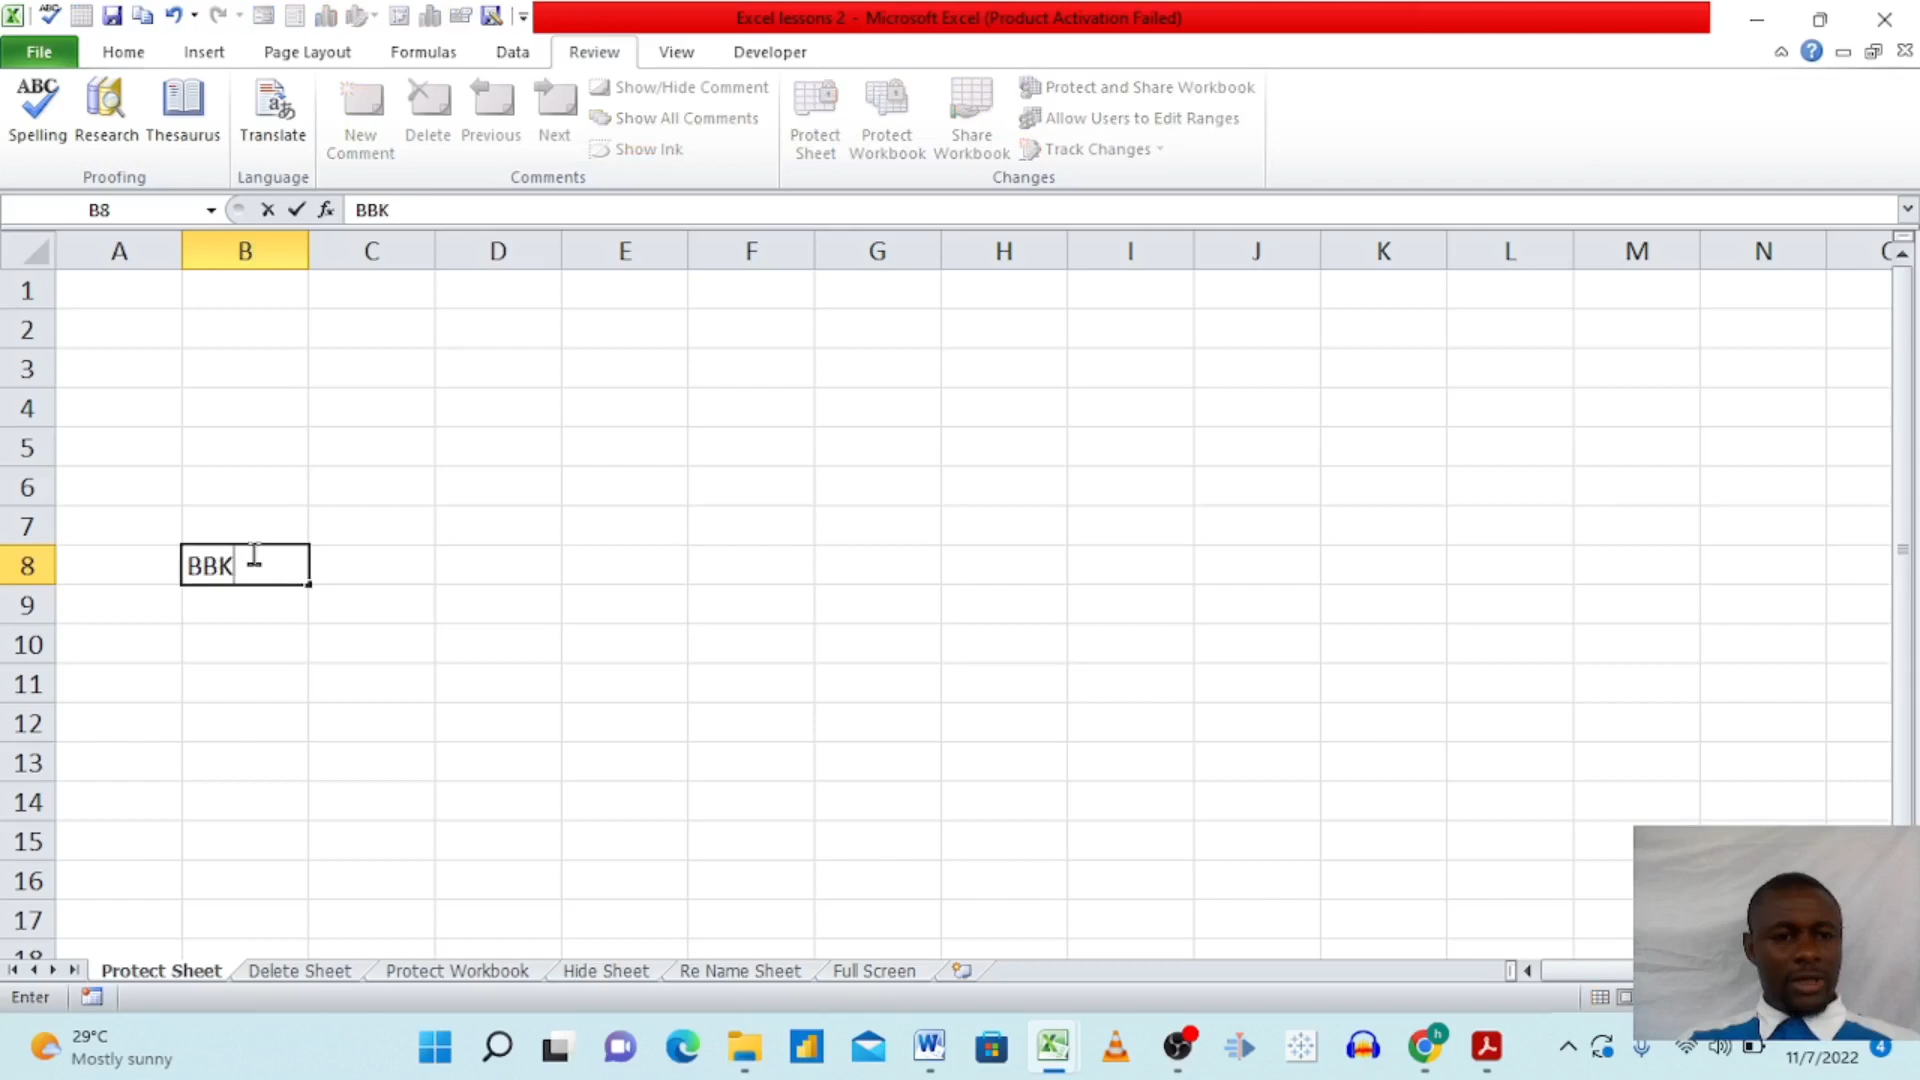 Excel lessons 2 - Microsoft Excel (Product Activation Failed)
File Home Insert Page Layout Formulas Data Review View Developer
ABC Spelling Research Thesaurus Translate New Comment Delete Previous Next Show/Hide Comment Show All Comments Show Ink Protect Sheet Protect Workbook Share Workbook Protect and Share Workbook Allow Users to Edit Ranges Track Changes
Proofing Language Comments Changes
B8 fx BBK
A B C D E F G H I J K L M N
1
2
3
4
5
6
7
8 BBK
9
10
11
12
13
14
15
16
17
18
Protect Sheet Delete Sheet Protect Workbook Hide Sheet Re Name Sheet Full Screen
Enter
29°C
Mostly sunny
h
11/7/2022 4